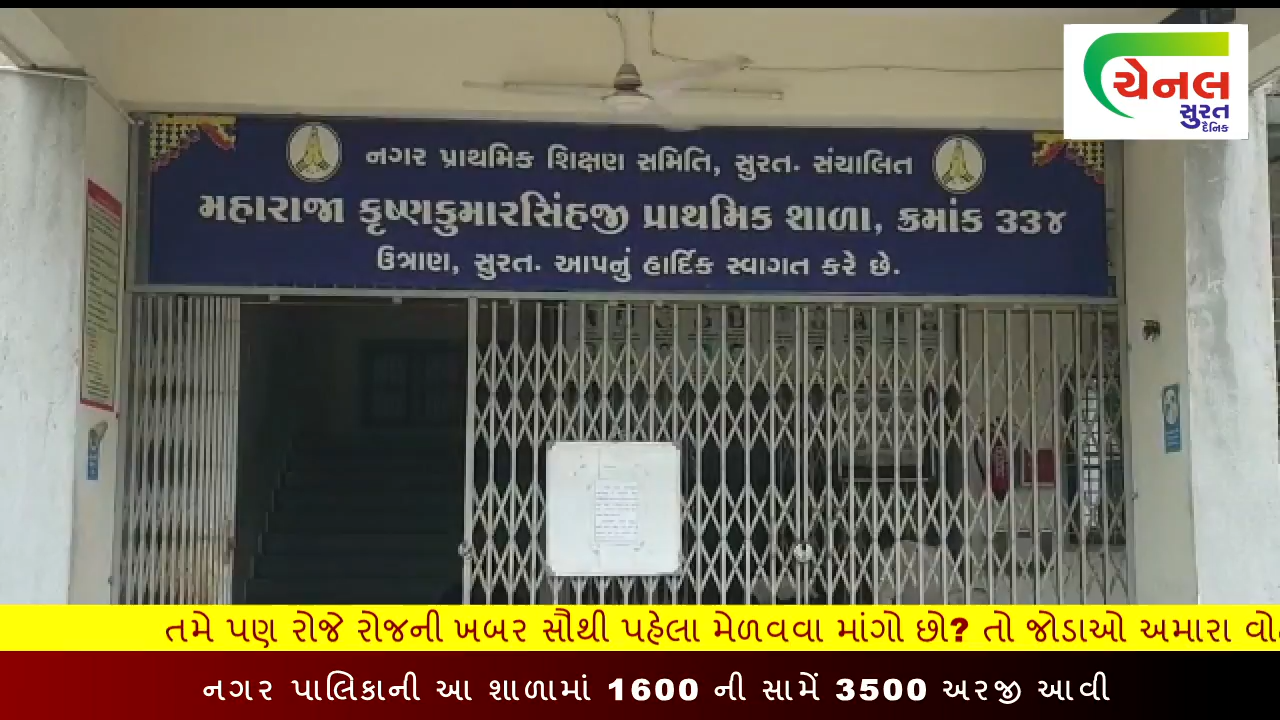 ચેનલ
સુરત
દૈનિક
નગર પ્રાથમિક શિક્ષણ સમિતિ, સુરત. સંચાલિત
મહારાજા કૃષ્ણકુમારસિંહજી પ્રાથમિક શાળા, ક્રમાંક ૩૩૪
ઉત્રાણ, સુરત. આપનું હાર્દિક સ્વાગત કરે છે.
તમે પણ રોજે રોજની ખબર સૌથી પહેલા મેળવવા માંગો છો? તો જોડાઓ અમારા
નગર પાલિકાની આ શાળામાં 1600 ની સામેં 3500 અરજી આવી